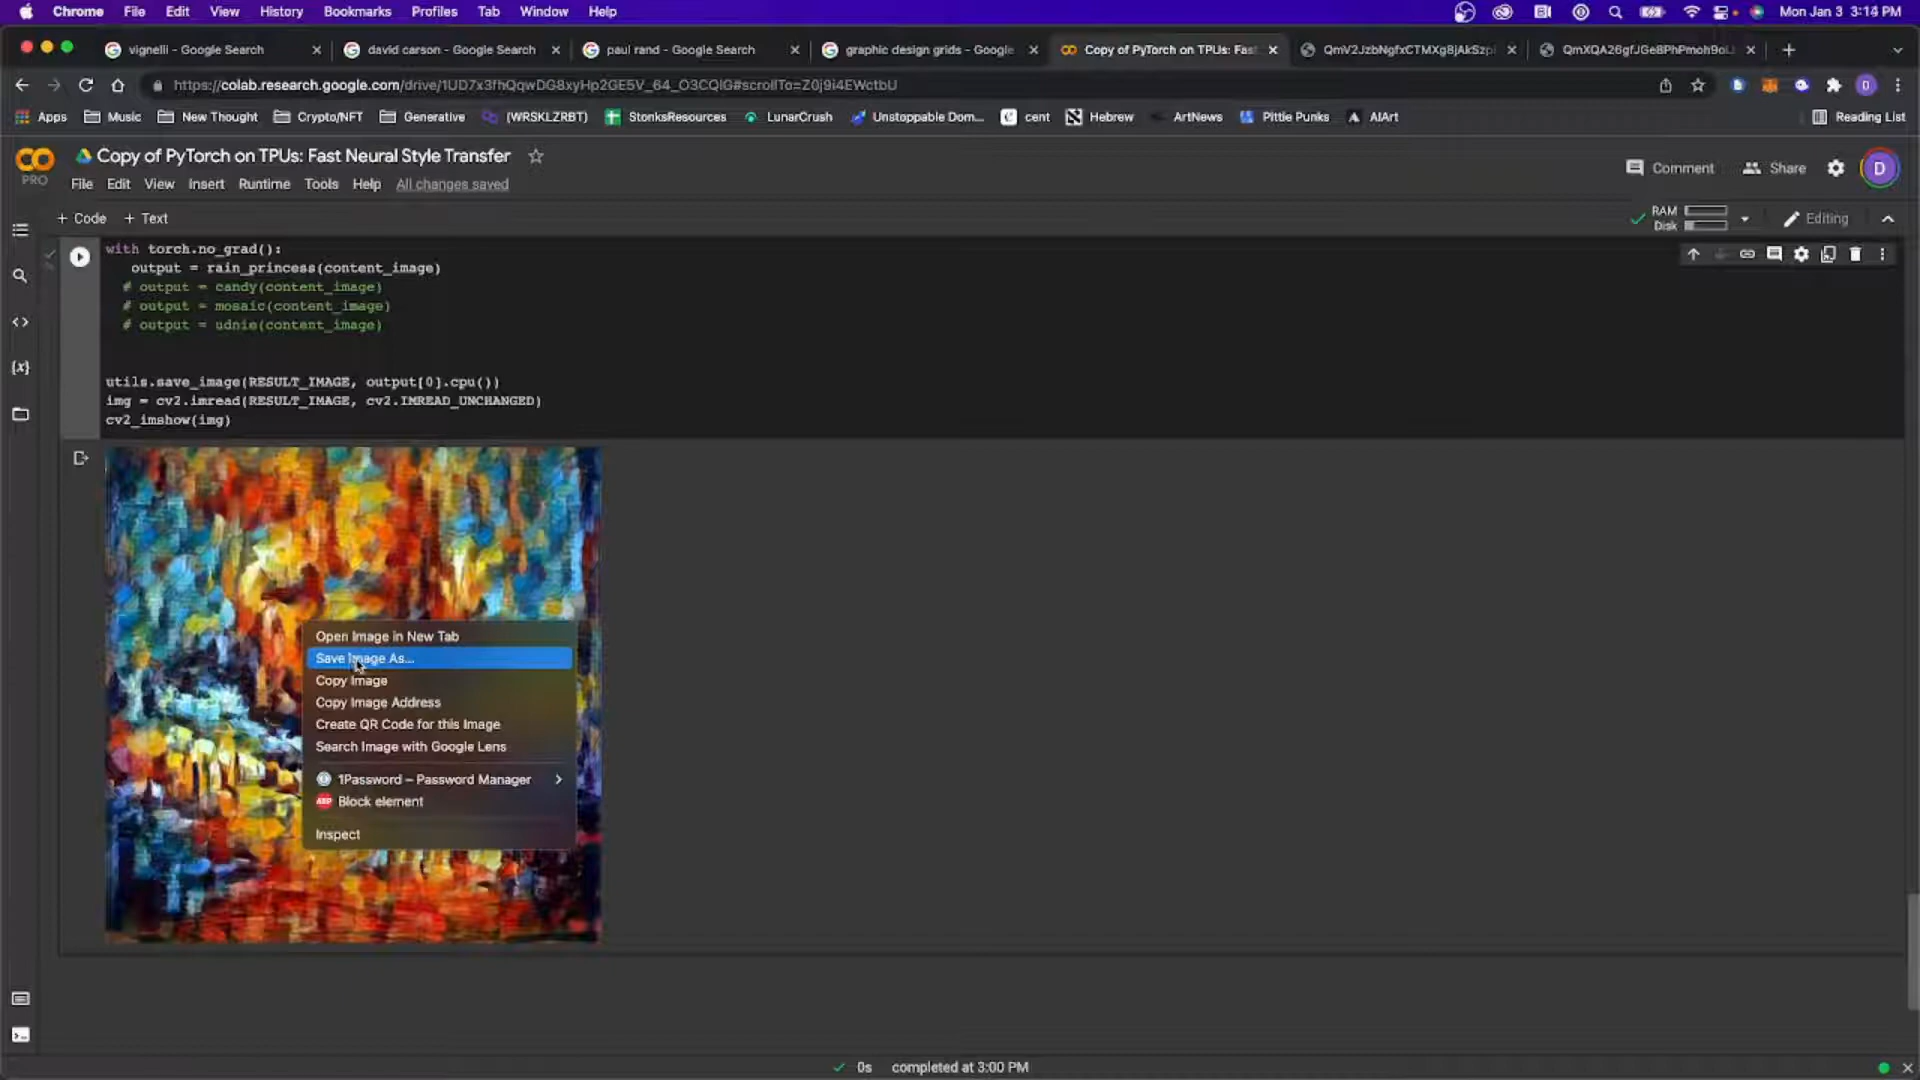 Chrome File Edit View History Bookmarks Profiles Tab Window Help Mon Jan 3 3:14 PM
vignelli - Google Search
david carson - Google Search
paul rand - Google Search
graphic design grids - Google
Copy of PyTorch on TPUs: Fast
https://colab.research.google.com/drive/1UD7x3fhQqwDG8xyHp2GE5V_64_O3CQIG#scrollTo=Z0j9i4EWctbU
D
Apps Music New Thought Crypto/NFT Generative (WRSKLZRBT) StonksResources LunarCrush Unstoppable Dom... cent Hebrew ArtNews Pittie Punks AIArt Reading List
CO
PRO
Copy of PyTorch on TPUs: Fast Neural Style Transfer
Comment Share D
File Edit View Insert Runtime Tools Help All changes saved
+ Code + Text
RAM
Disk
Editing
with torch.no_grad():
output = rain_princess(content_image)
# output = candy(content_image)
# output = mosaic(content_image)
# output = udnie(content_image)
utils.save_image(RESULT_IMAGE, output[0].cpu())
img = cv2.imread(RESULT_IMAGE, cv2.IMREAD_UNCHANGED)
cv2_imshow(img)
Open Image in New Tab
Save Image As...
Copy Image
Copy Image Address
Create QR Code for this Image
Search Image with Google Lens
1Password – Password Manager
ABP Block element
Inspect
0s completed at 3:00 PM